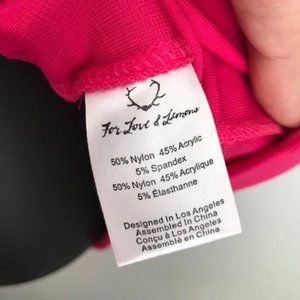 For Love & Lemons
50% Nylon 45% Acrylic
5% Spandex
50% Nylon 45% Acrylique
5% Élasthanne
Designed In Los Angeles
Assembled In China
Conçu à Los Angeles
Assemblé en China